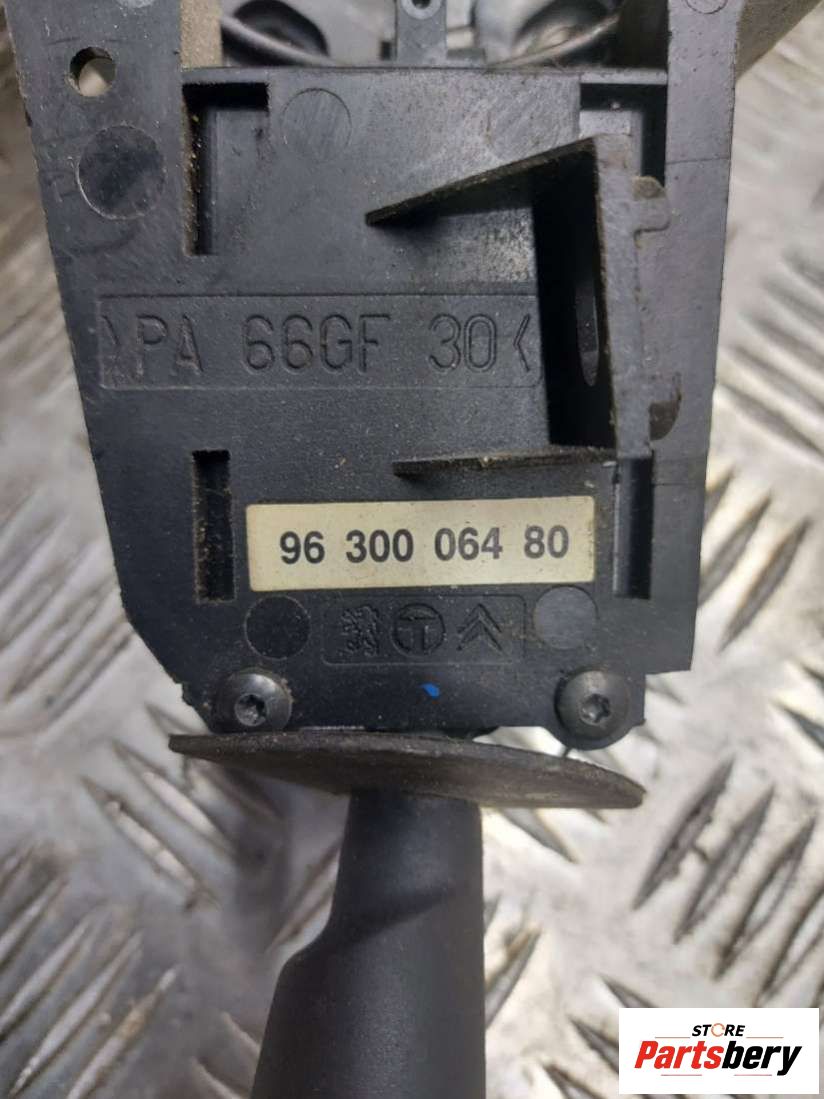 >PA 66GF 30<
96 300 064 80
STORE
Partsbery